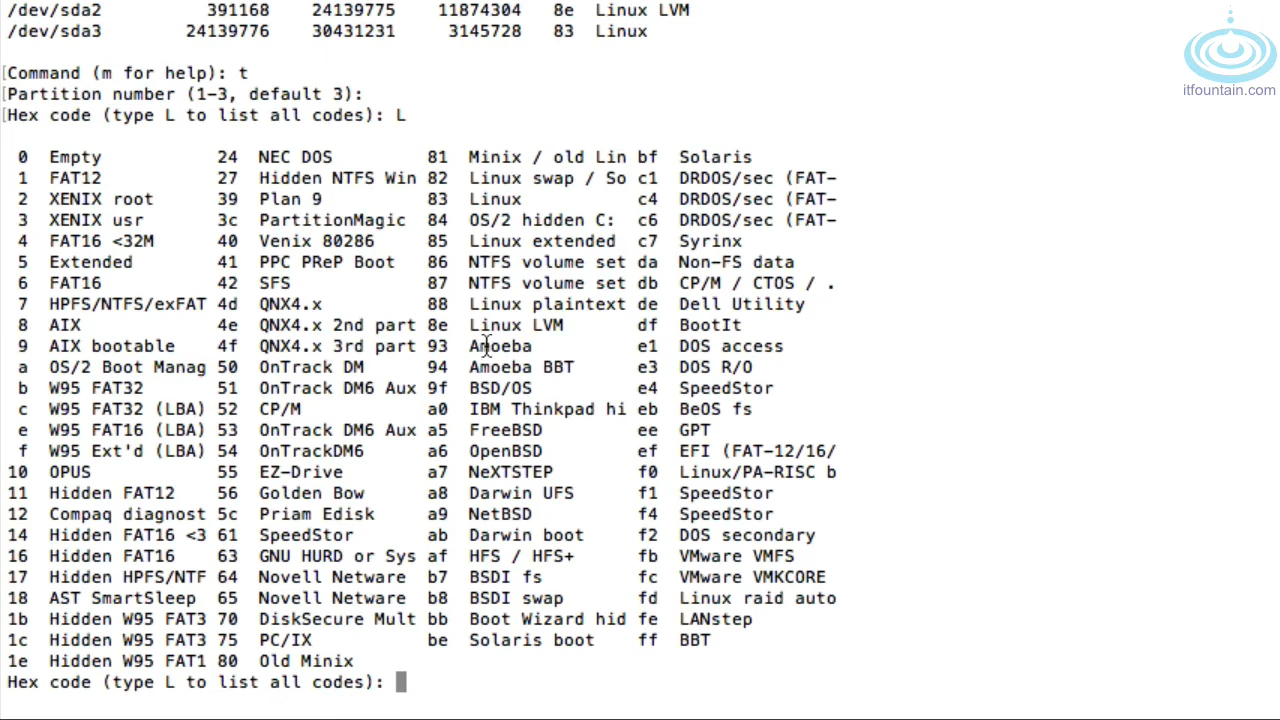 /dev/sda2          391168    24139775    11874304   8e  Linux LVM
/dev/sda3        24139776    30431231     3145728   83  Linux
itfountain.com
[Command (m for help): t
[Partition number (1-3, default 3):
[Hex code (type L to list all codes): L
 0  Empty           24  NEC DOS         81  Minix / old Lin bf  Solaris
 1  FAT12           27  Hidden NTFS Win 82  Linux swap / So c1  DRDOS/sec (FAT-
 2  XENIX root      39  Plan 9          83  Linux           c4  DRDOS/sec (FAT-
 3  XENIX usr       3c  PartitionMagic  84  OS/2 hidden C:  c6  DRDOS/sec (FAT-
 4  FAT16 <32M      40  Venix 80286     85  Linux extended  c7  Syrinx
 5  Extended        41  PPC PReP Boot   86  NTFS volume set da  Non-FS data
 6  FAT16           42  SFS             87  NTFS volume set db  CP/M / CTOS / .
 7  HPFS/NTFS/exFAT 4d  QNX4.x          88  Linux plaintext de  Dell Utility
 8  AIX             4e  QNX4.x 2nd part 8e  Linux LVM       df  BootIt
 9  AIX bootable    4f  QNX4.x 3rd part 93  Amoeba          e1  DOS access
 a  OS/2 Boot Manag 50  OnTrack DM      94  Amoeba BBT      e3  DOS R/O
 b  W95 FAT32       51  OnTrack DM6 Aux 9f  BSD/OS          e4  SpeedStor
 c  W95 FAT32 (LBA) 52  CP/M            a0  IBM Thinkpad hi eb  BeOS fs
 e  W95 FAT16 (LBA) 53  OnTrack DM6 Aux a5  FreeBSD         ee  GPT
 f  W95 Ext'd (LBA) 54  OnTrackDM6      a6  OpenBSD         ef  EFI (FAT-12/16/
10  OPUS            55  EZ-Drive        a7  NeXTSTEP        f0  Linux/PA-RISC b
11  Hidden FAT12    56  Golden Bow      a8  Darwin UFS      f1  SpeedStor
12  Compaq diagnost 5c  Priam Edisk     a9  NetBSD          f4  SpeedStor
14  Hidden FAT16 <3 61  SpeedStor       ab  Darwin boot     f2  DOS secondary
16  Hidden FAT16    63  GNU HURD or Sys af  HFS / HFS+      fb  VMware VMFS
17  Hidden HPFS/NTF 64  Novell Netware  b7  BSDI fs         fc  VMware VMKCORE
18  AST SmartSleep  65  Novell Netware  b8  BSDI swap       fd  Linux raid auto
1b  Hidden W95 FAT3 70  DiskSecure Mult bb  Boot Wizard hid fe  LANstep
1c  Hidden W95 FAT3 75  PC/IX           be  Solaris boot    ff  BBT
1e  Hidden W95 FAT1 80  Old Minix
Hex code (type L to list all codes):